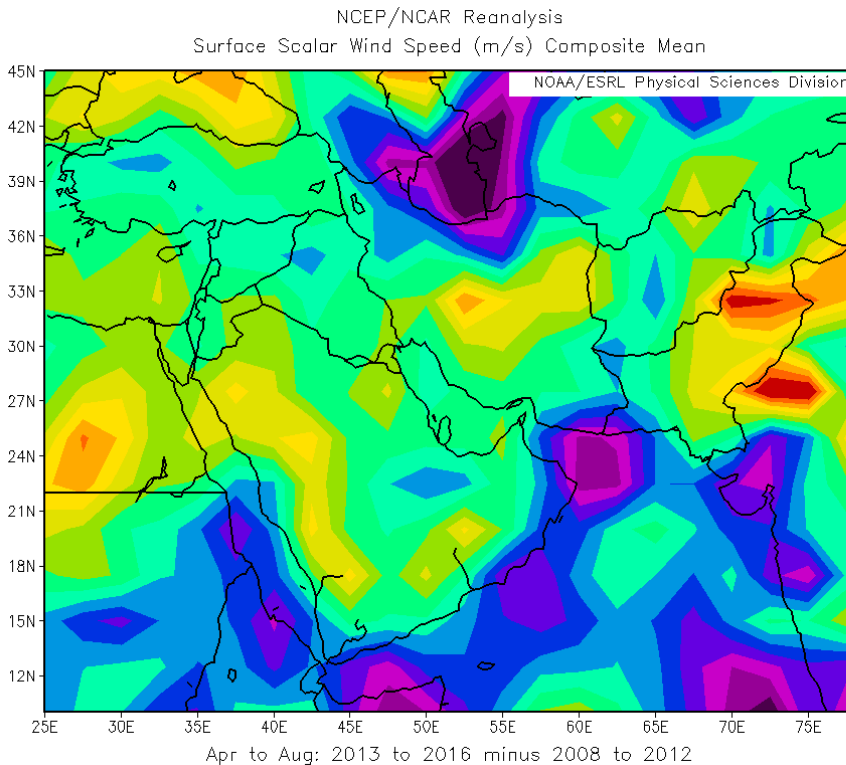 NCEP/NCAR Reanalysis
Surface Scalar Wind Speed (m/s) Composite Mean
NOAA/ESRL Physical Sciences Division
45N
42N
39N
36N
33N
30N
27N
24N
21N
18N
15N
12N
25E 30E 35E 40E 45E 50E 55E 60E 65E 70E 75E
Apr to Aug: 2013 to 2016 minus 2008 to 2012